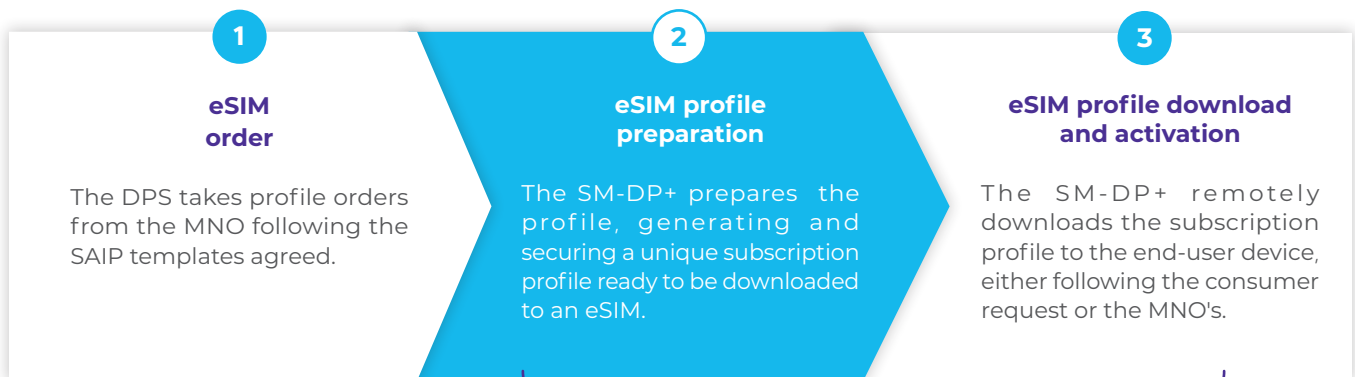 1
eSIM
order
The DPS takes profile orders
from the MNO following the
SAIP templates agreed.
2
eSIM profile
preparation
The SM-DP+ prepares the
profile, generating and
securing a unique subscription
profile ready to be downloaded
to an eSIM.
3
eSIM profile download
and activation
The SM-DP+ remotely
downloads the subscription
profile to the end-user device,
either following the consumer
request or the MNO's.